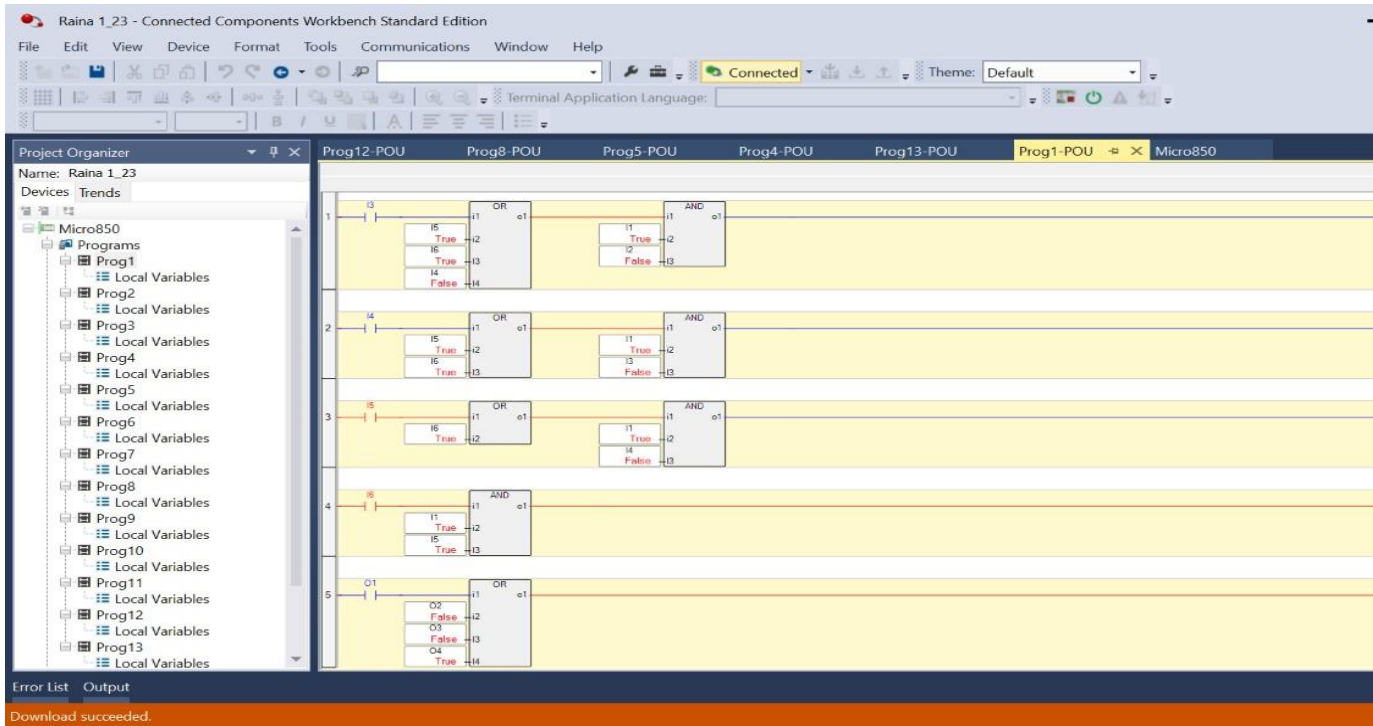 Raina 1_23 - Connected Components Workbench Standard Edition
File Edit View Device Format Tools Communications Window Help
Connected Theme: Default
Terminal Application Language:
B I U A
Project Organizer
Name: Raina 1_23
Devices Trends
Micro850
Programs
Prog1
Local Variables
Prog2
Local Variables
Prog3
Local Variables
Prog4
Local Variables
Prog5
Local Variables
Prog6
Local Variables
Prog7
Local Variables
Prog8
Local Variables
Prog9
Local Variables
Prog10
Local Variables
Prog11
Local Variables
Prog12
Local Variables
Prog13
Local Variables
Prog12-POU Prog8-POU Prog5-POU Prog4-POU Prog13-POU Prog1-POU Micro850
I3 OR AND
1 i1 o1 i1 o1
I5 I1
True i2 True i2
I6 I2
True I3 False I3
I4
False I4
I4 OR AND
2 i1 o1 i1 o1
I5 I1
True i2 True i2
I6 I3
True I3 False I3
I5 OR AND
3 i1 o1 i1 o1
I6 I1
True i2 True i2
I4
False I3
I6 AND
4 i1 o1
I1
True i2
I5
True I3
O1 OR
5 i1 o1
O2
False i2
O3
False I3
O4
True I4
Error List Output
Download succeeded.